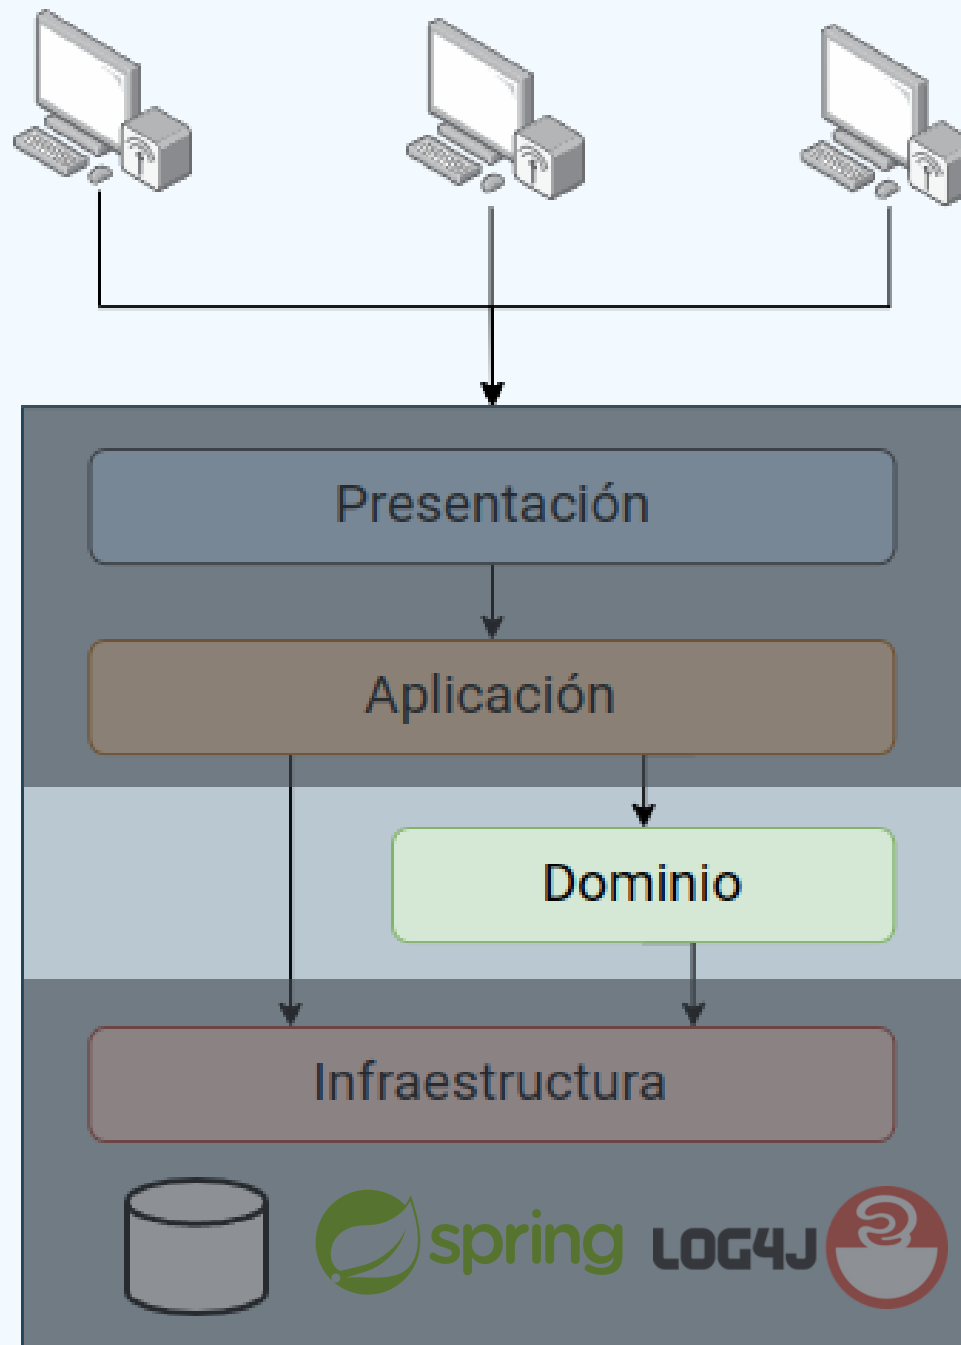 Presentación
Aplicación
Dominio
Infraestructura
spring
LOG4J